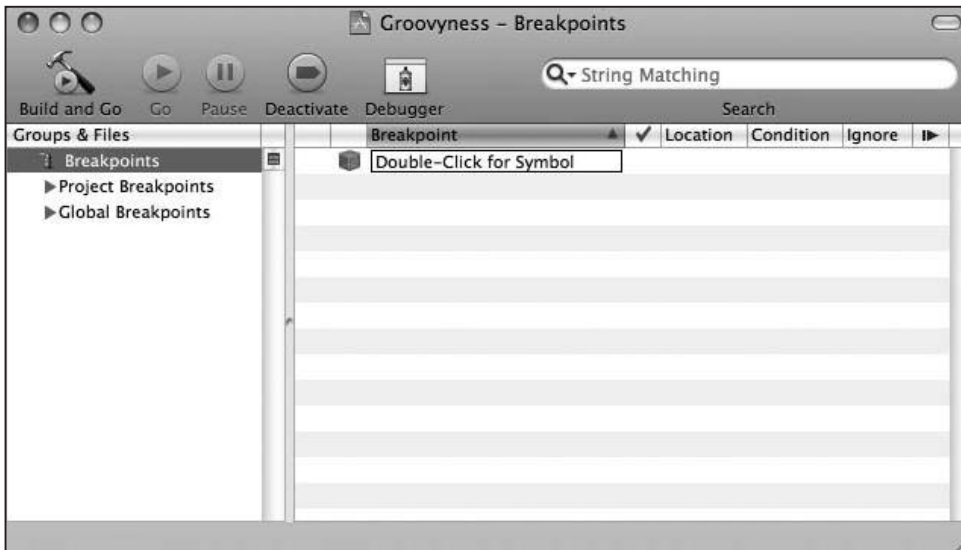 Groovyness – Breakpoints
String Matching
Build and Go Go Pause Deactivate Debugger Search
Groups & Files Breakpoint Location Condition Ignore
Breakpoints Double-Click for Symbol
Project Breakpoints
Global Breakpoints